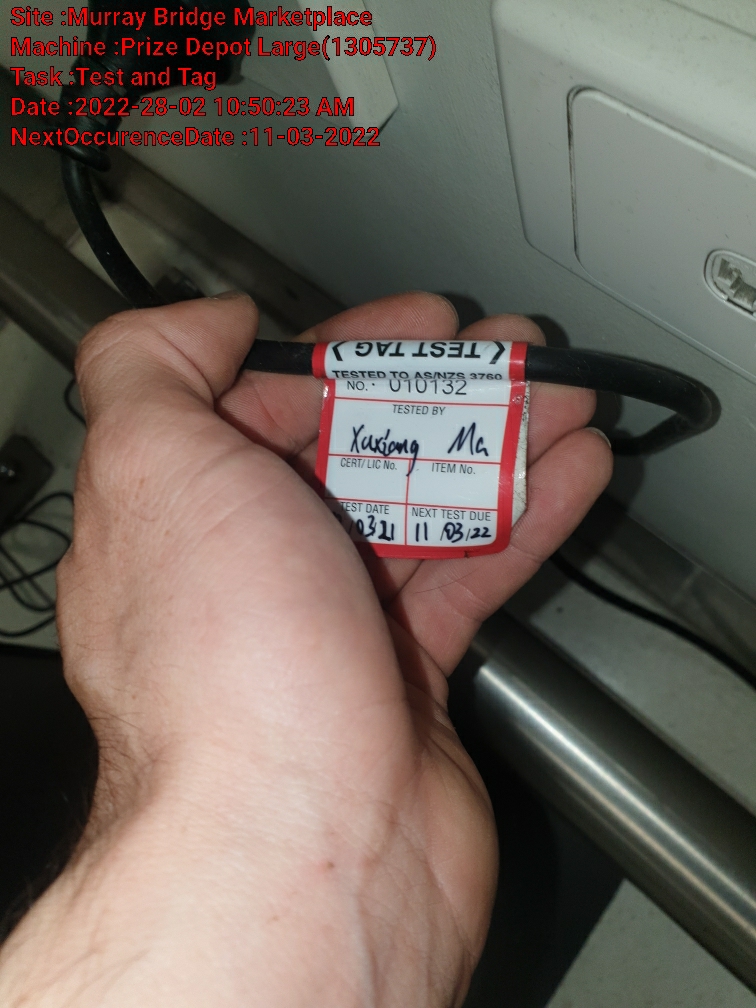 Site :Murray Bridge Marketplace
Machine :Prize Depot Large(1305737)
Task :Test and Tag
Date :2022-28-02 10:50:23 AM
NextOccurenceDate :11-03-2022
TEST TAG
TESTED TO AS/NZS 3760
NO. 010132
TESTED BY
Ma
CERT/LIC No. ITEM No.
TEST DATE NEXT TEST DUE
/03/21 11/03/22